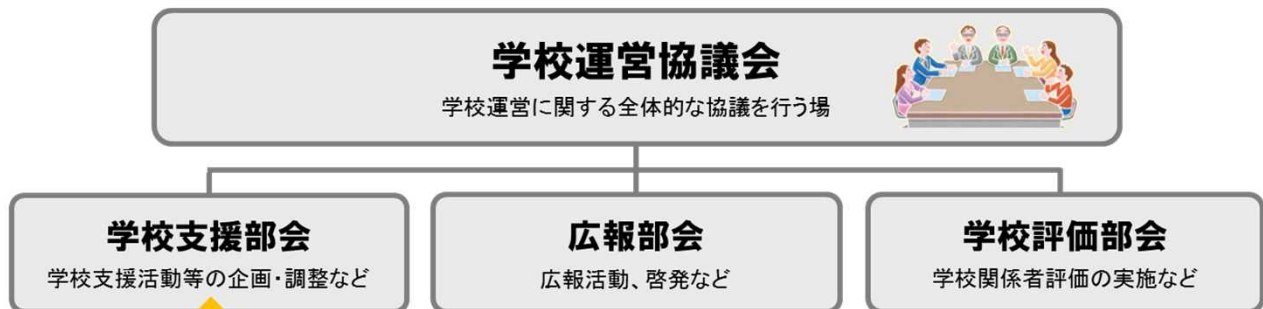 学校運営協議会
学校運営に関する全体的な協議を行う場
学校支援部会
学校支援活動等の企画・調整など
広報部会
広報活動、啓発など
学校評価部会
学校関係者評価の実施など